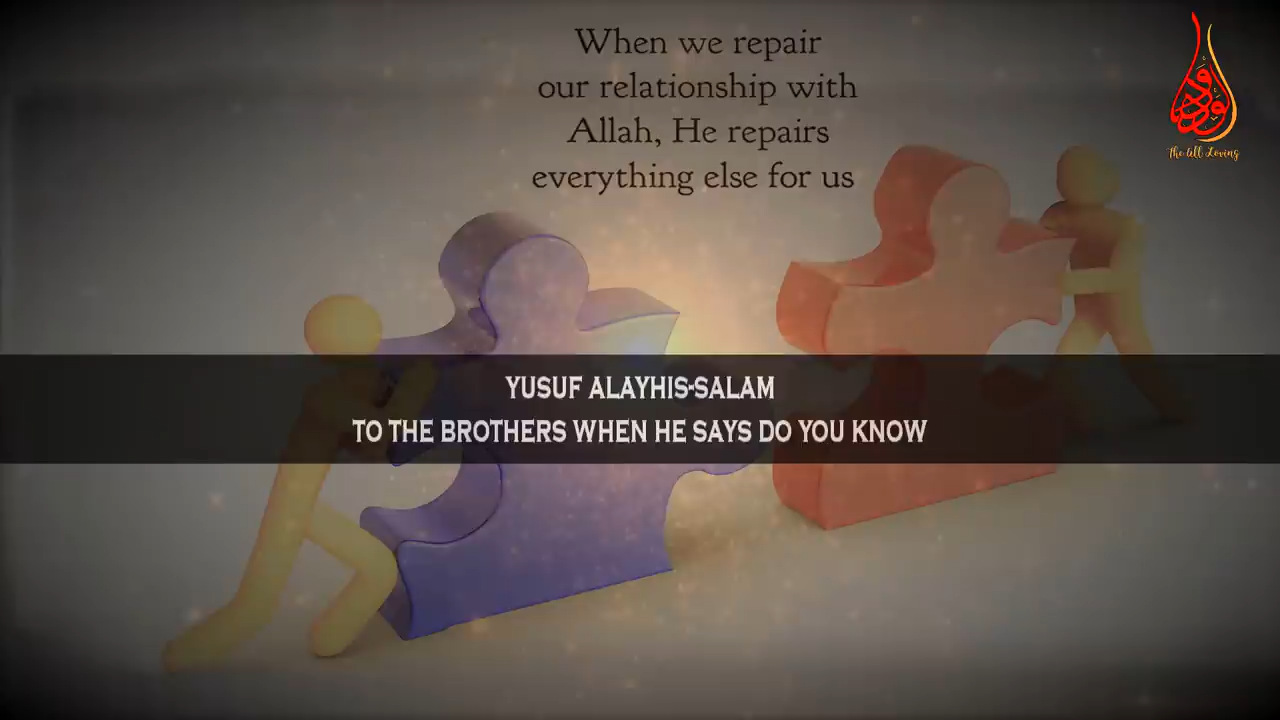 When we repair
our relationship with
Allah, He repairs
everything else for us
ودود
The All Loving
YUSUF ALAYHIS-SALAM
TO THE BROTHERS WHEN HE SAYS DO YOU KNOW